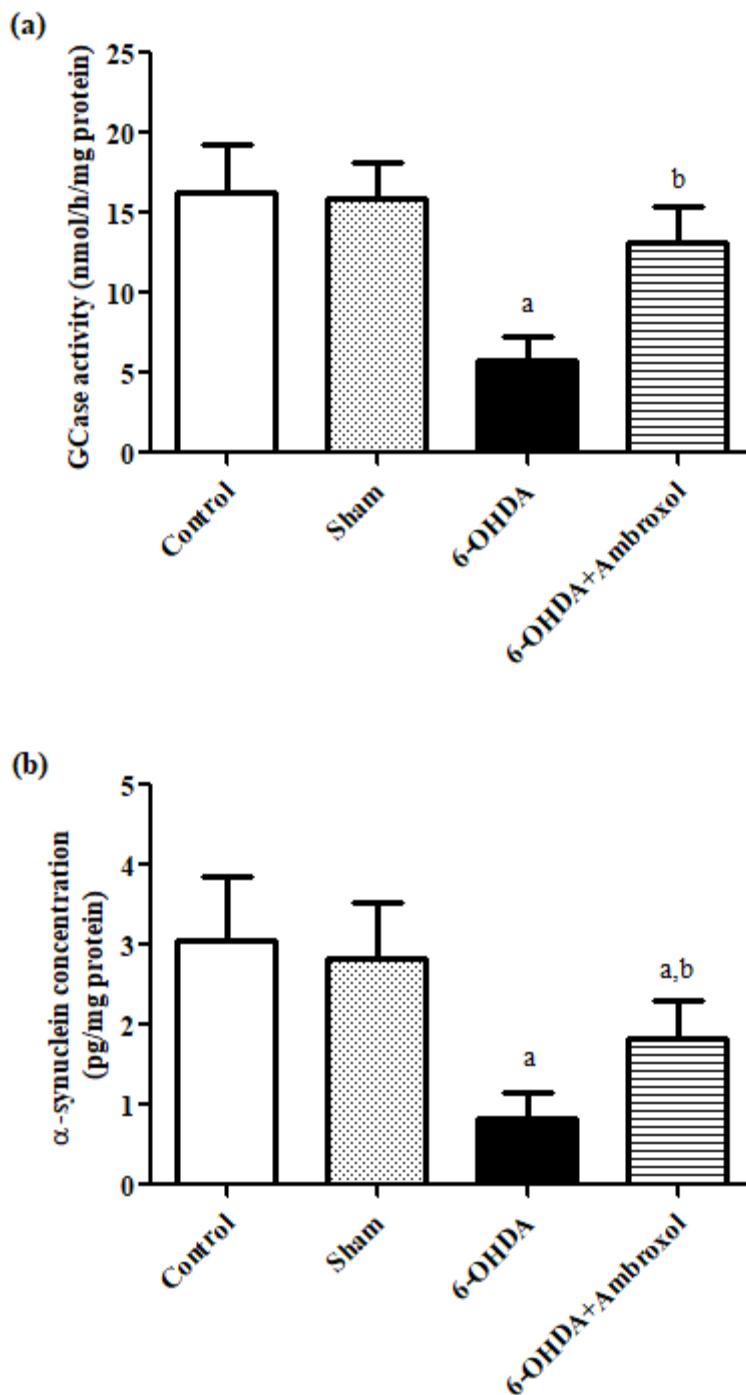 (a)
GCase activity (nmol/h/mg protein)
25
20
15
10
5
0
a
b
Control
Sham
6-OHDA
6-OHDA+Ambroxol
(b)
α-synuclein concentration
(pg/mg protein)
5
4
3
2
1
0
a
a,b
Control
Sham
6-OHDA
6-OHDA+Ambroxol